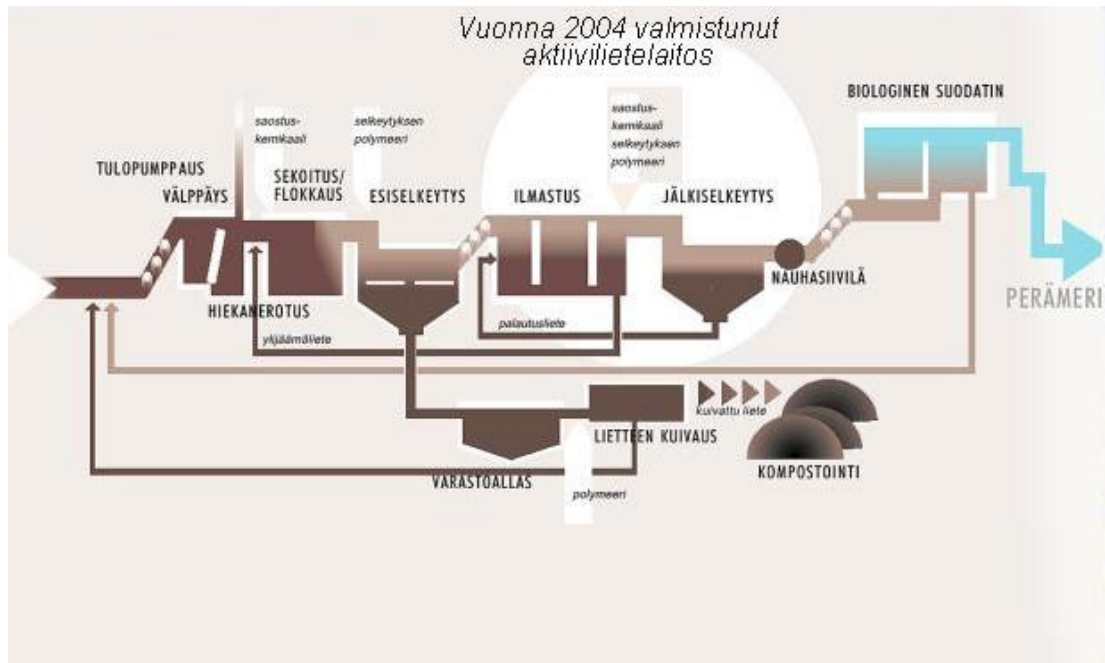 Vuonna 2004 valmistunut
aktiivilietelaitos
BIOLOGINEN SUODATIN
saostus-
kemikaali
selkeytyksen
polymeeri
saostus-
kemikaali
selkeytyksen
polymeeri
TULOPUMPPAUS
VÄLPPÄYS
SEKOITUS/
FLOKKAUS
ESISELKEYTYS
ILMASTUS
JÄLKISELKEYTYS
NAUHASIIVILÄ
PERÄMERI
HIEKANEROTUS
palautusliete
ylijäämäliete
kuivattu liete
LIETTEEN KUIVAUS
KOMPOSTOINTI
VARASTOALLAS
polymeeri